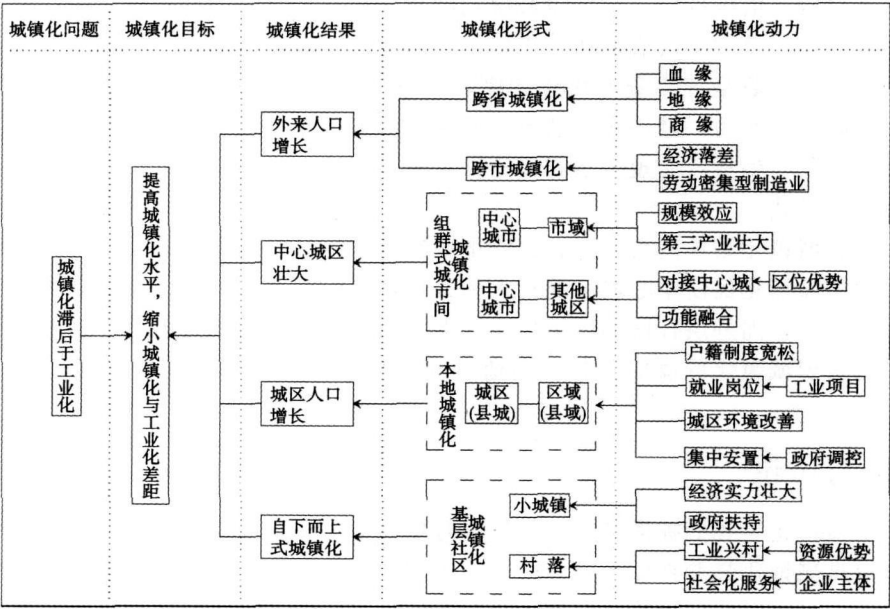 城镇化问题
城镇化目标
城镇化结果
城镇化形式
城镇化动力
城镇化滞后于工业化
提高城镇化水平，缩小城镇化与工业化差距
外来人口
增长
跨省城镇化
血 缘
地 缘
商 缘
跨市城镇化
经济落差
劳动密集型制造业
中心城区
壮大
组群式城市间
城镇化
中心
城市
市域
规模效应
第三产业壮大
中心
城市
其他
城区
对接中心城
区位优势
功能融合
城区人口
增长
本地城镇化
城区
(县城)
区域
(县域)
户籍制度宽松
就业岗位
工业项目
城区环境改善
集中安置
政府调控
自下而上
式城镇化
基层社区
城镇化
小城镇
经济实力壮大
政府扶持
村 落
工业兴村
资源优势
社会化服务
企业主体